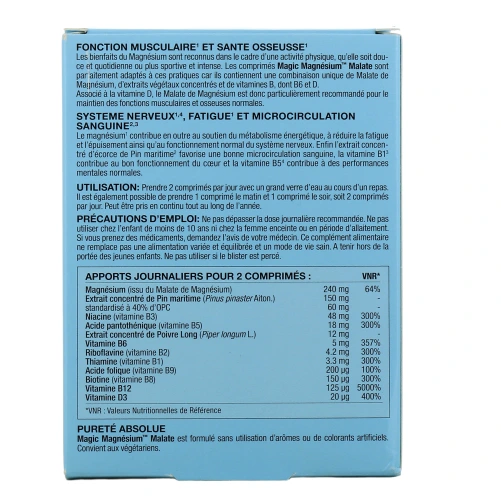 FONCTION MUSCULAIRE¹ ET SANTE OSSEUSE¹
Les bienfaits du Magnésium sont reconnus dans le cadre d'une activité physique, qu'elle soit dou-
ce et quotidienne ou plus sportive et intense. Les comprimés Magic Magnésium™ Malate sont
parfaitement adaptés à ces pratiques car ils contiennent une combinaison unique de Malate de
Magnésium, d'extraits végétaux concentrés et de vitamines B, dont B6 et D.
Associé à la vitamine D, le Malate de Magnésium est donc particulièrement recommandé pour le
maintien des fonctions musculaires et osseuses normales.
SYSTEME NERVEUX¹,⁴, FATIGUE¹ ET MICROCIRCULATION
SANGUINE²,³
Le magnésium¹ contribue en outre au soutien du métabolisme énergétique, à réduire la fatigue
et l'épuisement ainsi qu'au fonctionnement normal du système nerveux. Enfin l'extrait concen-
tré d'écorce de Pin maritime² favorise une bonne microcirculation sanguine, la vitamine B1³
contribue au bon fonctionnement du cœur et la vitamine B5⁴ contribue à des performances
mentales normales.
UTILISATION: Prendre 2 comprimés par jour avec un grand verre d'eau au cours d'un repas.
Il est également possible de prendre 1 comprimé le matin et 1 comprimé le soir, soit 2 comprimés
par jour. Peut être pris en continu tout au long de l'année.
PRÉCAUTIONS D'EMPLOI: Ne pas dépasser la dose journalière recommandée. Ne pas
utiliser chez l'enfant de moins de 10 ans ni chez la femme enceinte ou en période d'allaitement.
Si vous prenez des médicaments, demandez l'avis de votre médecin. Ce complément alimentaire
ne remplace pas une alimentation variée et équilibrée et un mode de vie sain. A tenir hors de la
portée des jeunes enfants. Ne pas utiliser si le blister est percé.
APPORTS JOURNALIERS POUR 2 COMPRIMÉS : VNR*
Magnésium (issu du Malate de Magnésium) 240 mg 64%
Extrait concentré de Pin maritime (Pinus pinaster Aiton.) 150 mg -
standardisé à 40% d'OPC 60 mg -
Niacine (vitamine B3) 48 mg 300%
Acide pantothénique (vitamine B5) 18 mg 300%
Extrait concentré de Poivre Long (Piper longum L.) 12 mg -
Vitamine B6 5 mg 357%
Riboflavine (vitamine B2) 4.2 mg 300%
Thiamine (vitamine B1) 3.3 mg 300%
Acide folique (vitamine B9) 200 µg 100%
Biotine (vitamine B8) 150 µg 300%
Vitamine B12 125 µg 5000%
Vitamine D3 20 µg 400%
*VNR : Valeurs Nutritionnelles de Référence
PURETÉ ABSOLUE
Magic Magnésium™ Malate est formulé sans utilisation d'arômes ou de colorants artificiels.
Convient aux végétariens.